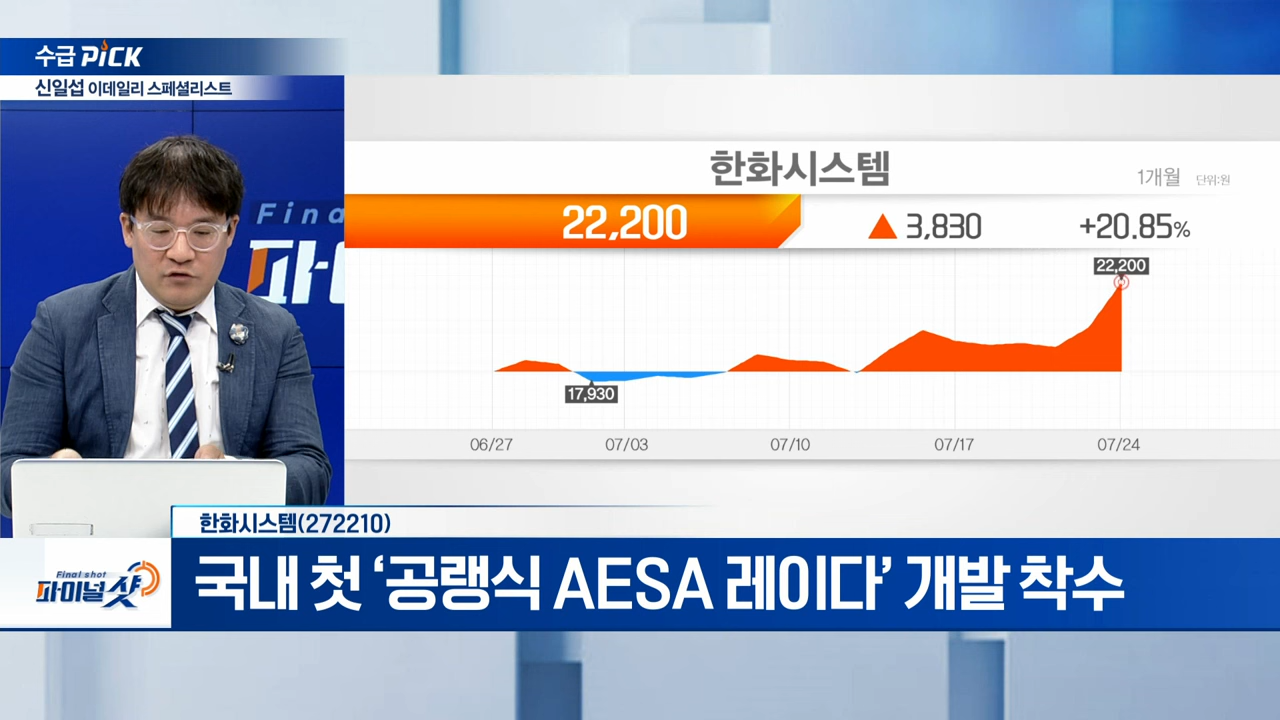 수급 PiCK
신일섭 이데일리 스페셜리스트
Fina
파이
한화시스템
1개월 단위:원
22,200 ▲ 3,830 +20.85%
22,200
17,930
06/27 07/03 07/10 07/17 07/24
한화시스템(272210)
Final shot
파이널샷
국내 첫 ‘공랭식 AESA 레이다’ 개발 착수